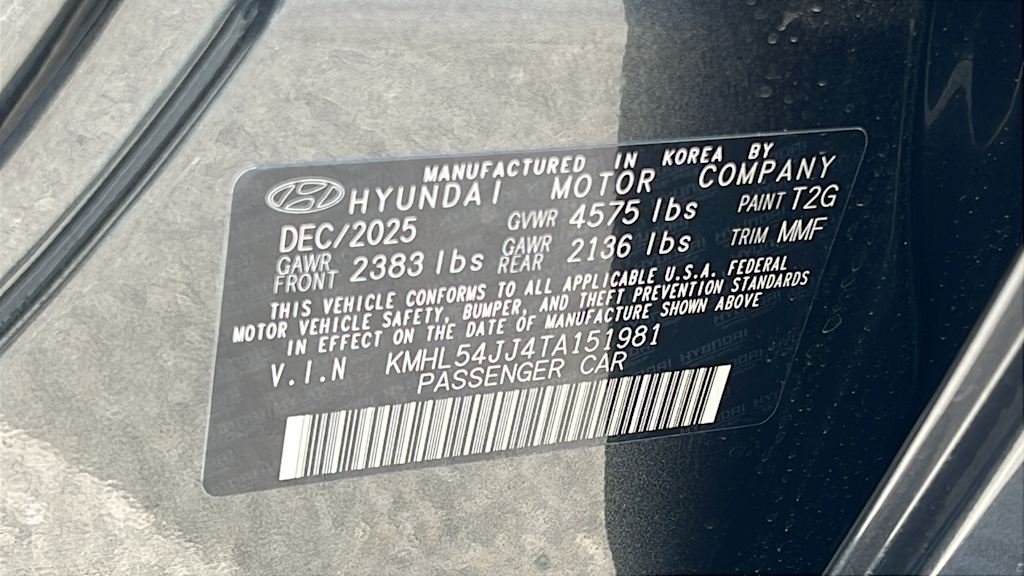 MANUFACTURED IN KOREA BY
HYUNDAI MOTOR COMPANY
DEC/2025 GVWR 4575 lbs PAINT T2G
GAWR FRONT 2383 lbs GAWR REAR 2136 lbs TRIM MMF
THIS VEHICLE CONFORMS TO ALL APPLICABLE U.S.A. FEDERAL
MOTOR VEHICLE SAFETY, BUMPER, AND THEFT PREVENTION STANDARDS
IN EFFECT ON THE DATE OF MANUFACTURE SHOWN ABOVE
V.I.N KMHL54JJ4TA151981
PASSENGER CAR